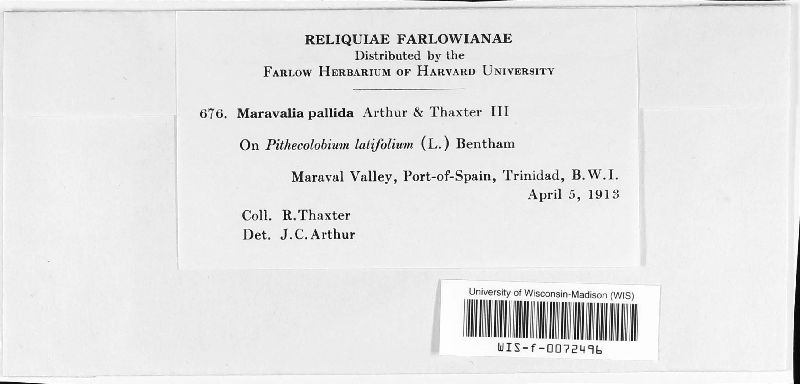 RELIQUIAE FARLOWIANAE
Distributed by the
FARLOW HERBARIUM OF HARVARD UNIVERSITY
676. Maravalia pallida Arthur & Thaxter III
On Pithecolobium latifolium (L.) Bentham
Maraval Valley, Port-of-Spain, Trinidad, B.W.I.
April 5, 1913
Coll. R. Thaxter
Det. J.C. Arthur
University of Wisconsin-Madison (WIS)
WIS-f-0072496